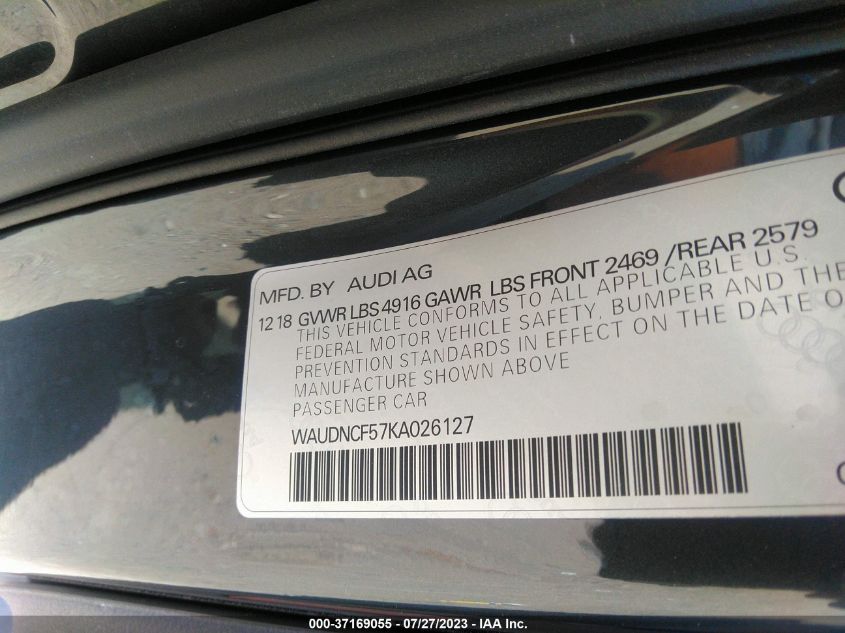 MFD. BY AUDI AG
12 18 GVWR LBS 4916 GAWR LBS FRONT 2469 /REAR 2579
THIS VEHICLE CONFORMS TO ALL APPLICABLE U.S.
FEDERAL MOTOR VEHICLE SAFETY, BUMPER AND THE
PREVENTION STANDARDS IN EFFECT ON THE DATE O
MANUFACTURE SHOWN ABOVE
PASSENGER CAR
WAUDNCF57KA026127
000-37169055 - 07/27/2023 - IAA Inc.